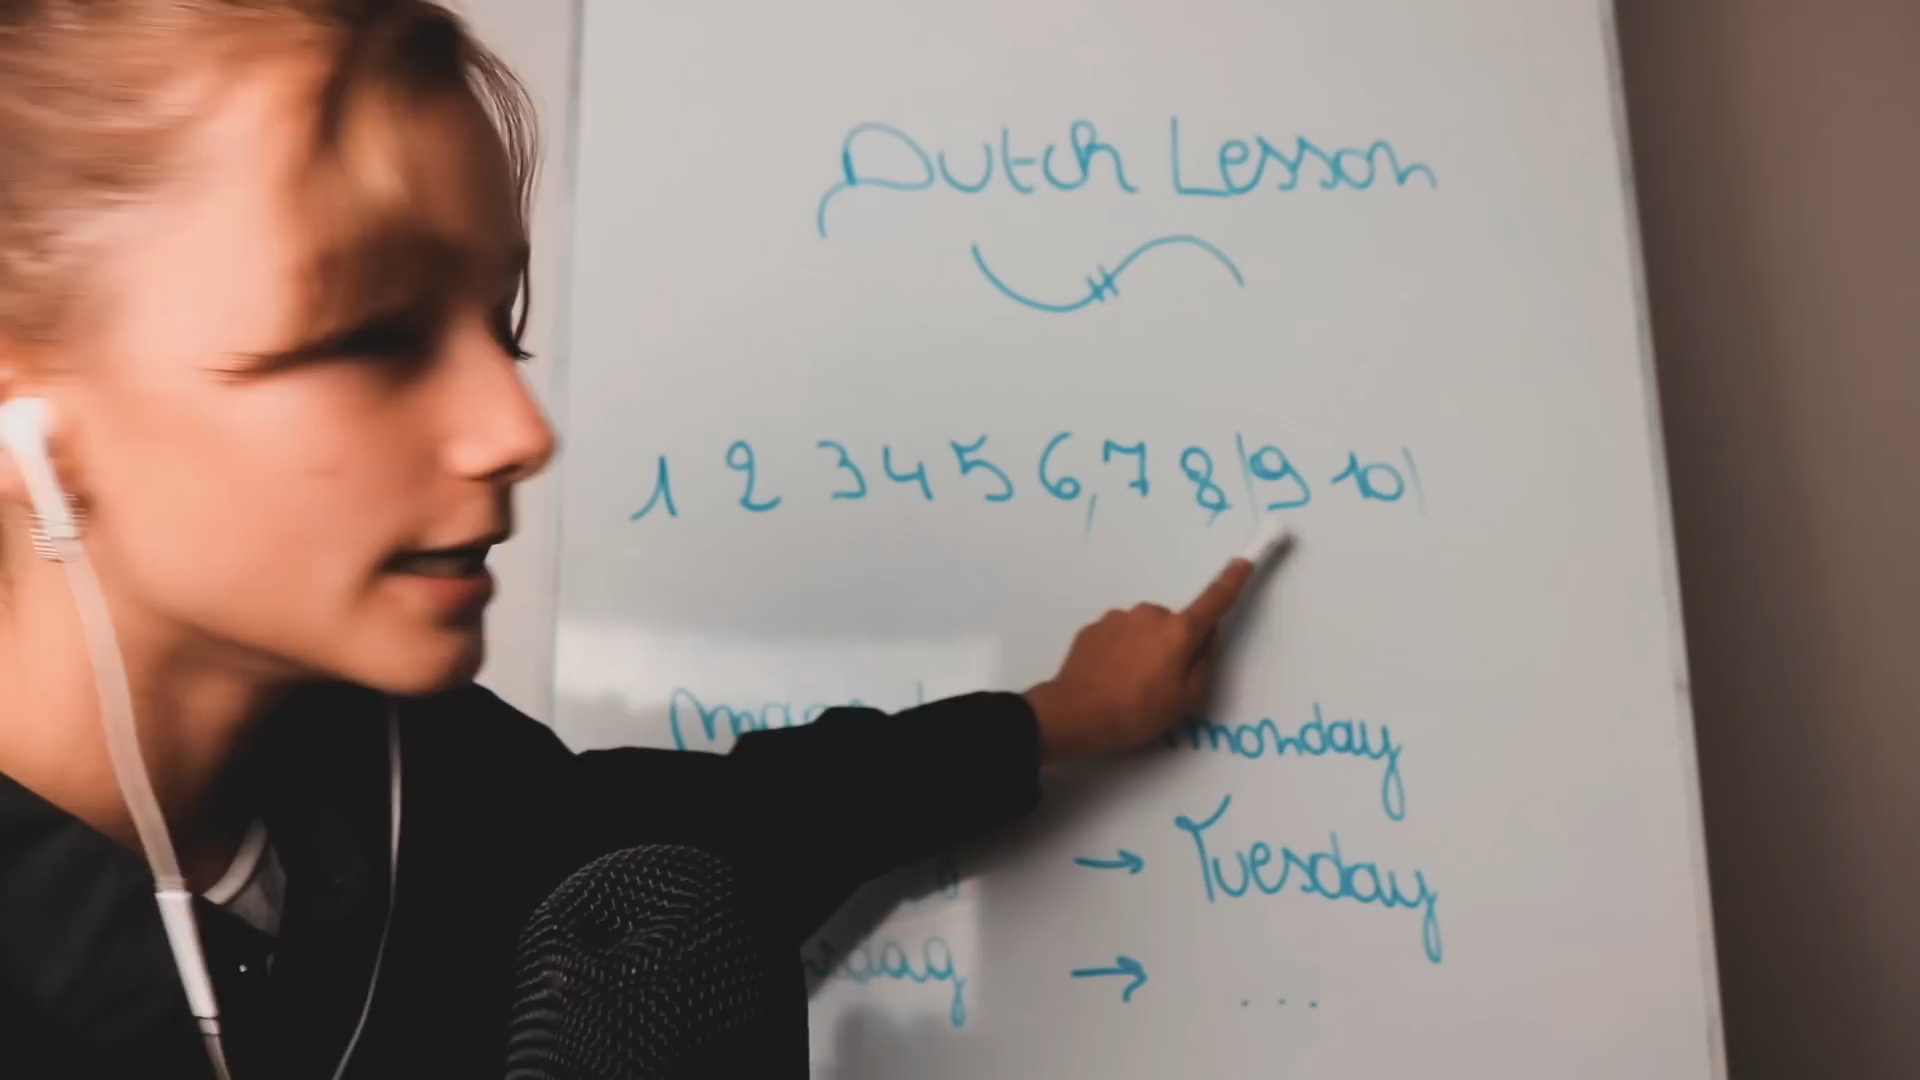 Dutch Lesson
1 2 3 4 5 6, 7 8 9 10
monday
→ Tuesday
→ ...